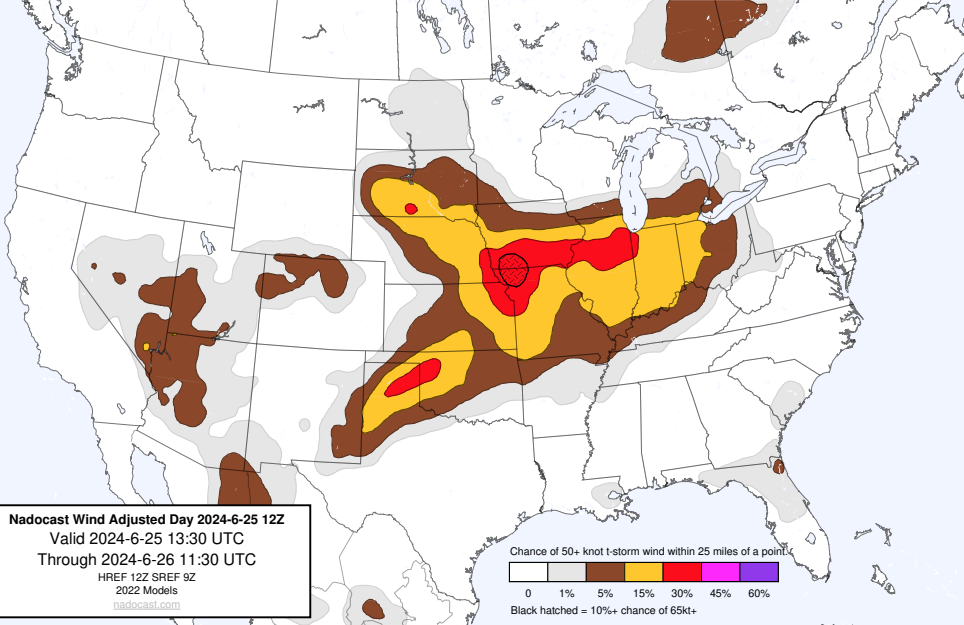 Nadocast Wind Adjusted Day 2024-6-25 12Z
Valid 2024-6-25 13:30 UTC
Through 2024-6-26 11:30 UTC
HREF 12Z SREF 9Z
2022 Models
nadocast.com
Chance of 50+ knot t-storm wind within 25 miles of a point.
0 1% 5% 15% 30% 45% 60%
Black hatched = 10%+ chance of 65kt+